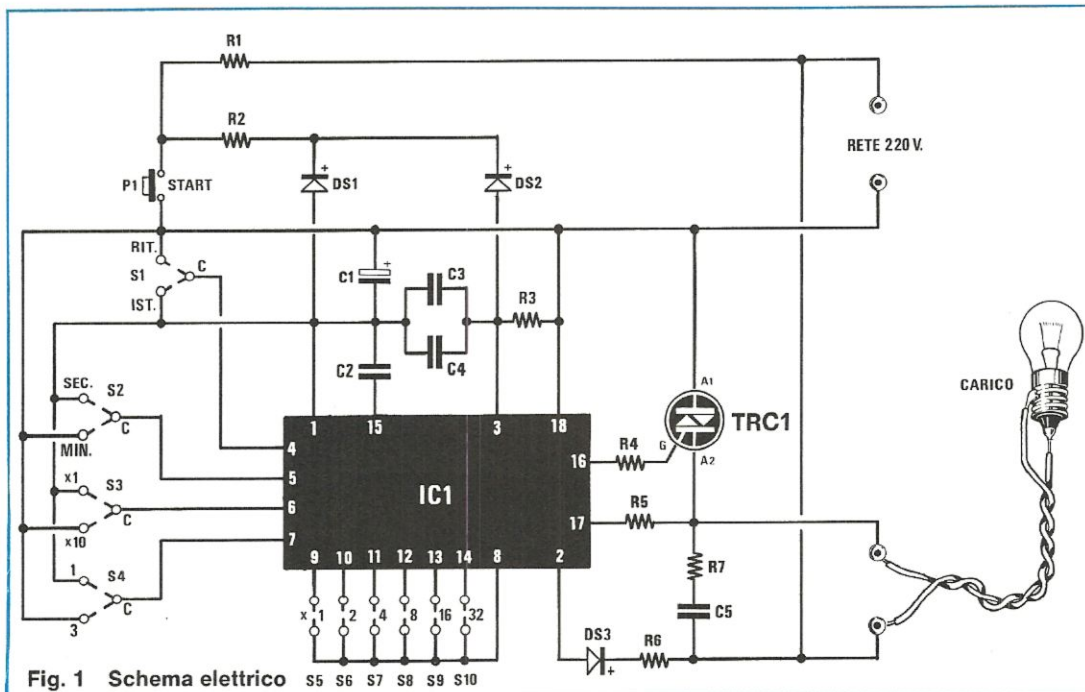 R1
R2
RETE 220 V.
P1 START
+
DS1
+
DS2
RIT.
S1 C
IST.
C1 +
C3
R3
C2
C4
CARICO
SEC. S2
C
MIN.
A1
TRC1
G
A2
1 15 3 18
4
5
6
7
16 R4
17 R5
IC1
x1 S3
C
x10
1 S4
C
3
9 10 11 12 13 14 8 2
R7
C5
x 1 2 4 8 16 32
DS3 + R6
Fig. 1 Schema elettrico S5 S6 S7 S8 S9 S10